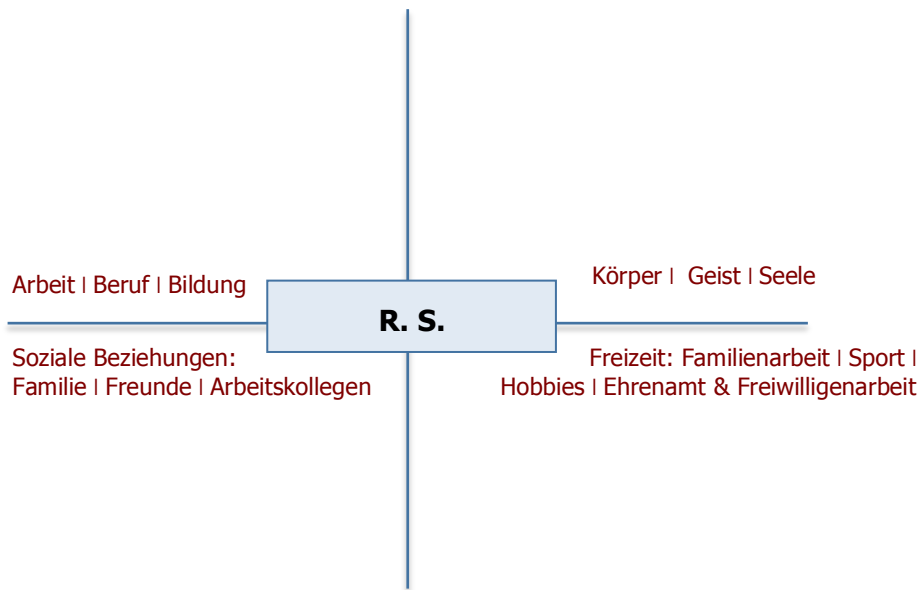 Arbeit | Beruf | Bildung
Körper | Geist | Seele
R. S.
Soziale Beziehungen:
Familie | Freunde | Arbeitskollegen
Freizeit: Familienarbeit | Sport |
Hobbies | Ehrenamt & Freiwilligenarbeit